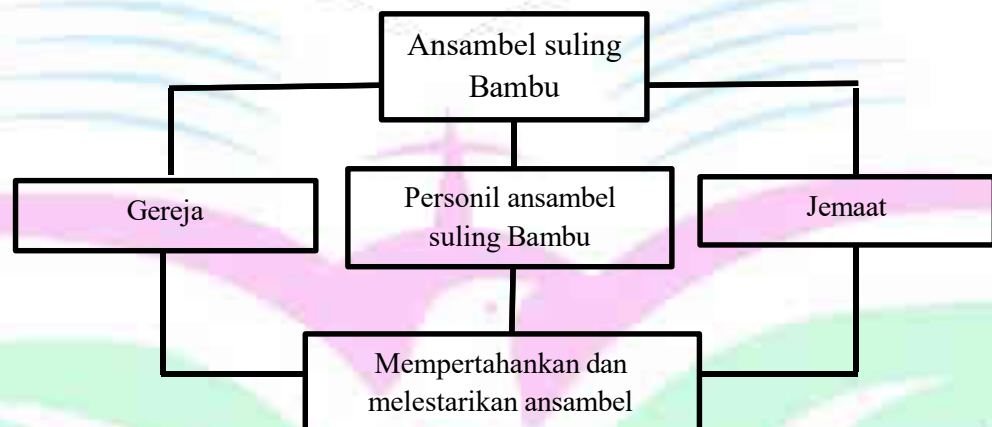 Ansambel suling
Bambu
Gereja
Personil ansambel
suling Bambu
Jemaat
Mempertahankan dan
melestarikan ansambel